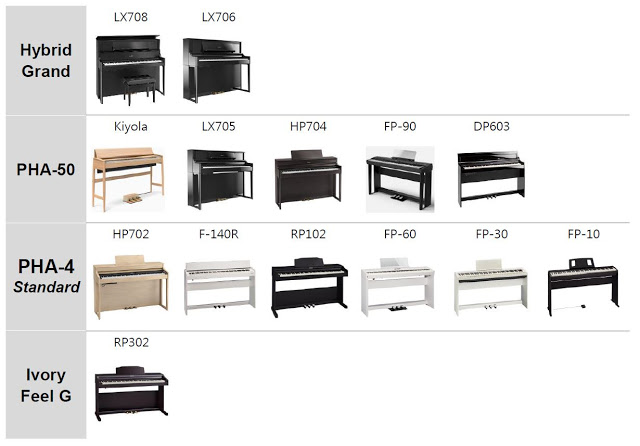 LX708 LX706
Hybrid
Grand
Kiyola LX705 HP704 FP-90 DP603
PHA-50
HP702 F-140R RP102 FP-60 FP-30 FP-10
PHA-4
Standard
RP302
Ivory
Feel G